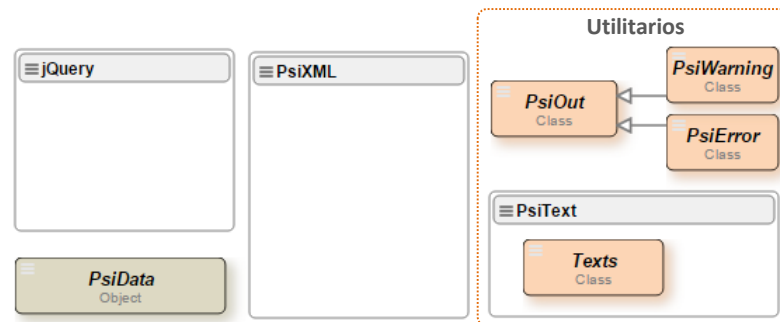 Utilitarios
jQuery
PsiXML
PsiWarning
Class
PsiOut
Class
PsiError
Class
PsiText
PsiData
Object
Texts
Class